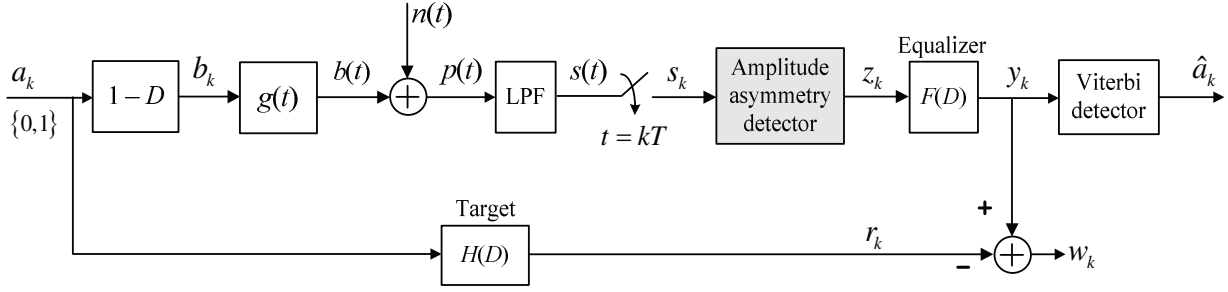 n(t)
Equalizer
a_k
b_k
b(t)
p(t)
s(t)
s_k
z_k
y_k
â_k
{0,1}
1 − D
g(t)
+
LPF
t = kT
Amplitude
asymmetry
detector
F(D)
Viterbi
detector
Target
H(D)
r_k
+
−
+
w_k